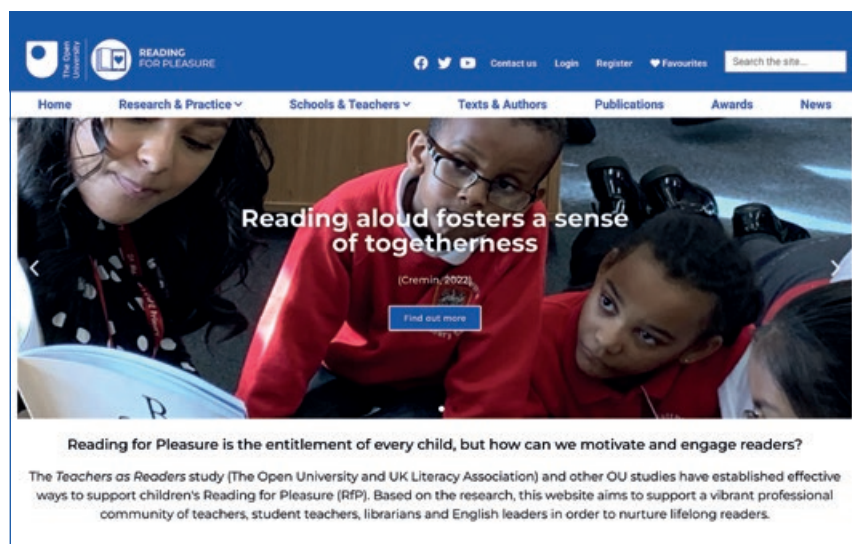 The Open
University
READING
FOR PLEASURE
Contact us Login Register Favourites Search the site...
Home Research & Practice Schools & Teachers Texts & Authors Publications Awards News
Reading aloud fosters a sense
of togetherness
(Cremin, 2022)
Find out more
R
Reading for Pleasure is the entitlement of every child, but how can we motivate and engage readers?
The Teachers as Readers study (The Open University and UK Literacy Association) and other OU studies have established effective
ways to support children's Reading for Pleasure (RfP). Based on the research, this website aims to support a vibrant professional
community of teachers, student teachers, librarians and English leaders in order to nurture lifelong readers.